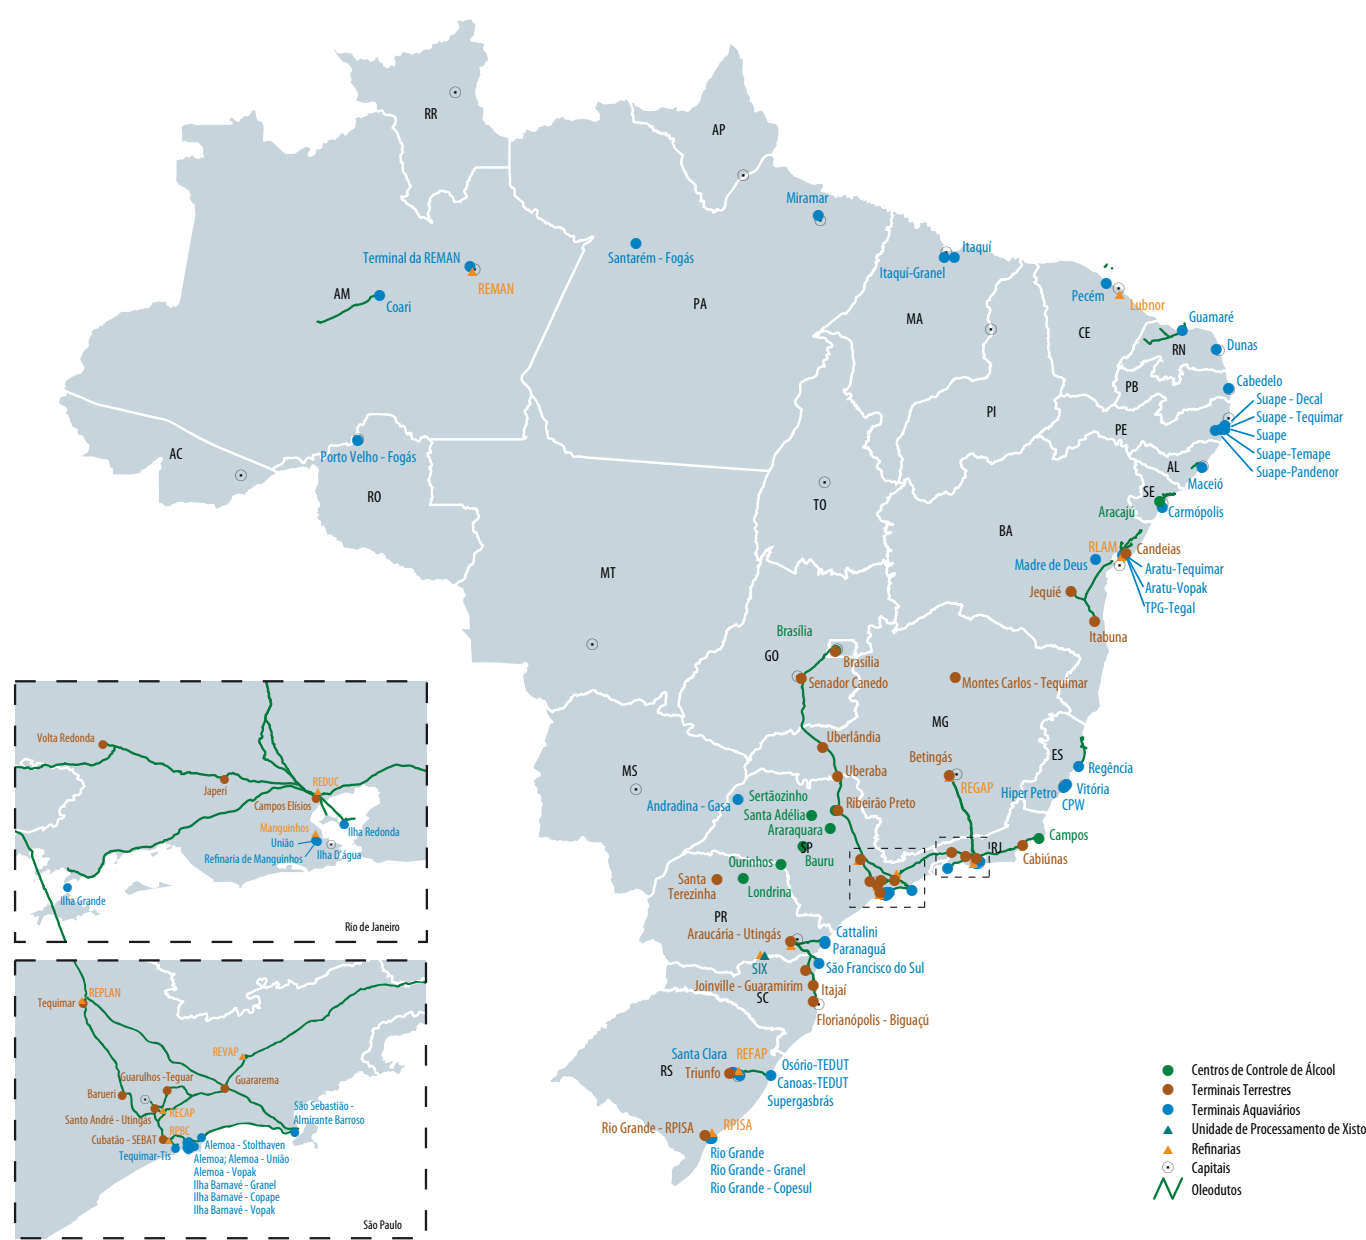 RR
AP
Miramar
Terminal da REMAN
REMAN
AM
Coari
Santarém - Fogás
PA
Itaquí
Itaquí-Granel
MA
Pecém
Lubnor
CE
Guamaré
RN
Dunas
PB
Cabedelo
PI
PE
Suape - Decal
Suape - Tequimar
Suape
Suape-Temape
Suape-Pandenor
AL
Maceió
SE
Aracajú
Carmópolis
AC
Porto Velho - Fogás
RO
TO
BA
MT
RLAM
Candeias
Madre de Deus
Aratu-Tequimar
Aratu-Vopak
TPG-Tegal
Jequié
Itabuna
Brasília
GO
Brasília
Senador Canedo
Montes Carlos - Tequimar
MG
Uberlândia
Betingás
REGAP
ES
Regência
Hiper Petro
Vitória
CPW
MS
Uberaba
Andradina - Gasa
Sertãozinho
Ribeirão Preto
Santa Adélia
Araraquara
SP
Bauru
RJ
Campos
Cabiúnas
Ourinhos
Londrina
Santa
Terezinha
PR
Araucária - Utingás
Cattalini
Paranaguá
SIX
São Francisco do Sul
Joinville - Guaramirim
Itajaí
SC
Florianópolis - Biguaçú
Santa Clara
REFAP
RS
Triunfo
Osório-TEDUT
Canoas-TEDUT
Supergasbrás
Rio Grande - RPISA
RPISA
Rio Grande
Rio Grande - Granel
Rio Grande - Copesul
Volta Redonda
Japeri
REDUC
Campos Elísios
Manguinhos
União
Refinaria de Manguinhos
Ilha Redonda
Ilha D'água
Ilha Grande
Rio de Janeiro
Tequimar
REPLAN
REVAP
Guarulhos -Teguar
Guararema
Barueri
RECAP
Santo André - Utingás
São Sebastião -
Almirante Barroso
RPBC
Cubatão - SEBAT
Tequimar-Tis
Alemoa - Stolthaven
Alemoa; Alemoa - União
Alemoa - Vopak
Ilha Barnavé - Granel
Ilha Barnavé - Copape
Ilha Barnavé - Vopak
São Paulo
Centros de Controle de Álcool
Terminais Terrestres
Terminais Aquaviários
Unidade de Processamento de Xisto
Refinarias
Capitais
Oleodutos